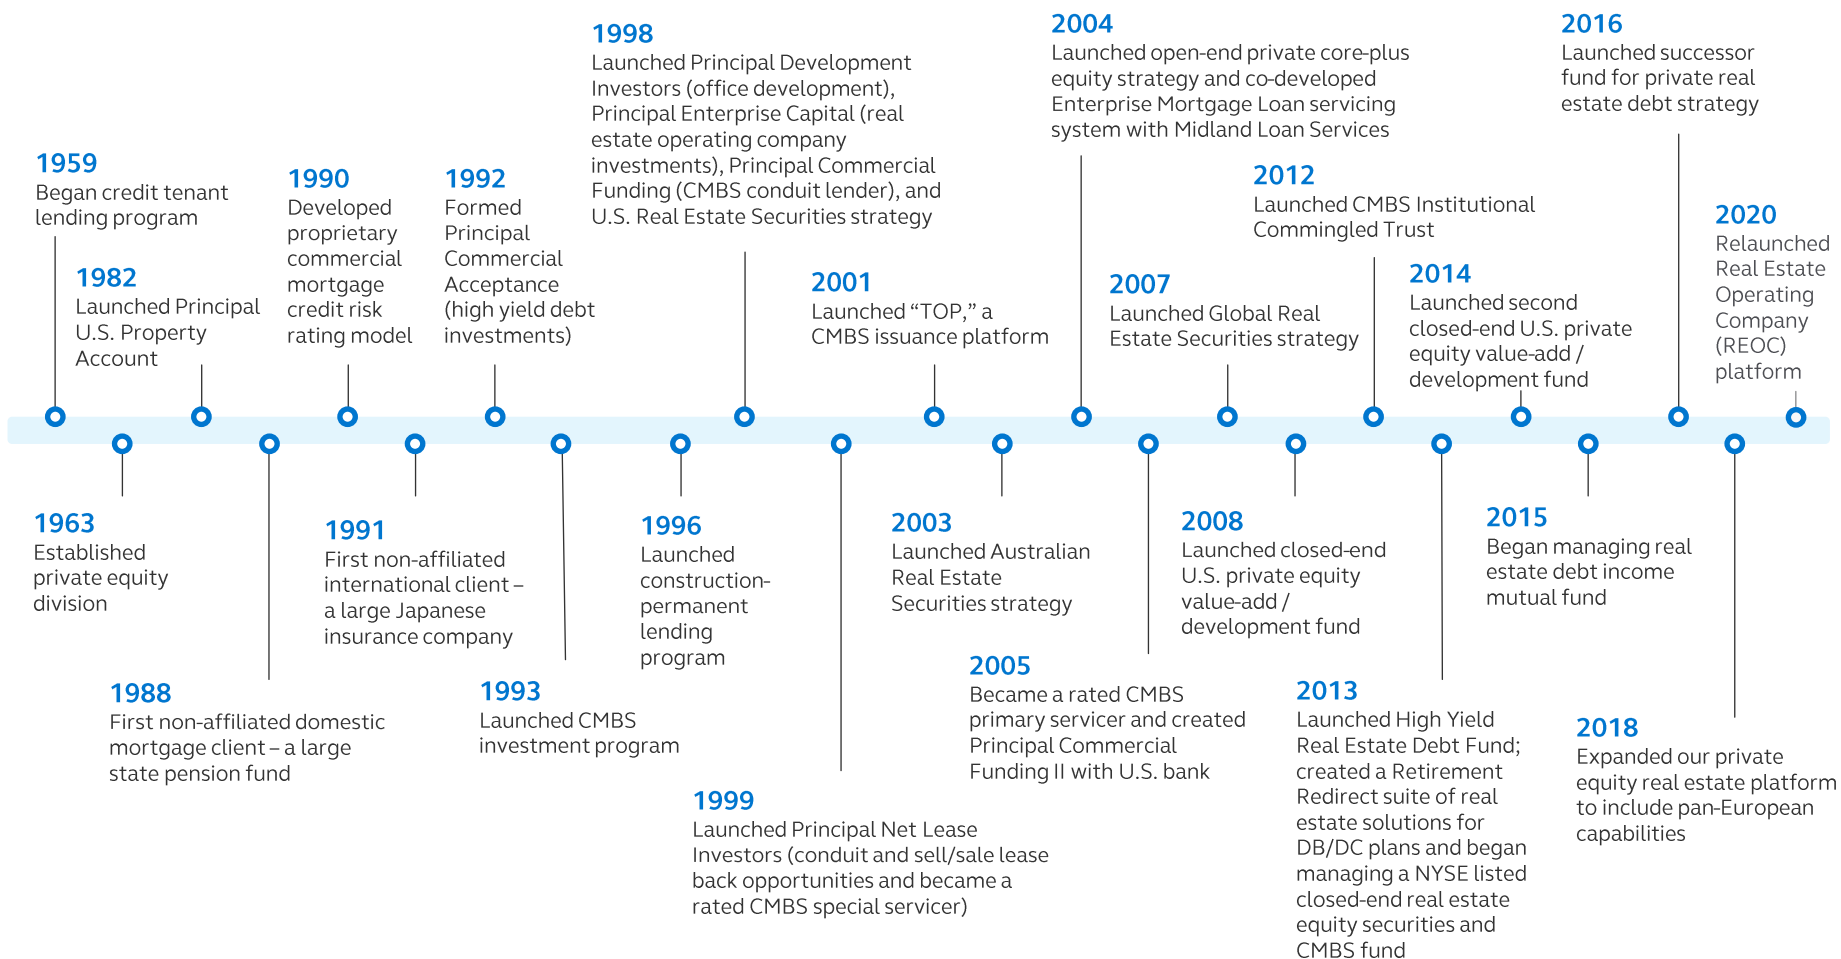 1959
Began credit tenant
lending program
1963
Established
private equity
division
1982
Launched Principal
U.S. Property
Account
1988
First non-affiliated domestic
mortgage client – a large
state pension fund
1990
Developed
proprietary
commercial
mortgage
credit risk
rating model
1991
First non-affiliated
international client –
a large Japanese
insurance company
1992
Formed
Principal
Commercial
Acceptance
(high yield debt
investments)
1993
Launched CMBS
investment program
1996
Launched
construction-
permanent
lending
program
1998
Launched Principal Development
Investors (office development),
Principal Enterprise Capital (real
estate operating company
investments), Principal Commercial
Funding (CMBS conduit lender), and
U.S. Real Estate Securities strategy
1999
Launched Principal Net Lease
Investors (conduit and sell/sale lease
back opportunities and became a
rated CMBS special servicer)
2001
Launched “TOP,” a
CMBS issuance platform
2003
Launched Australian
Real Estate
Securities strategy
2004
Launched open-end private core-plus
equity strategy and co-developed
Enterprise Mortgage Loan servicing
system with Midland Loan Services
2005
Became a rated CMBS
primary servicer and created
Principal Commercial
Funding II with U.S. bank
2007
Launched Global Real
Estate Securities strategy
2008
Launched closed-end
U.S. private equity
value-add /
development fund
2012
Launched CMBS Institutional
Commingled Trust
2013
Launched High Yield
Real Estate Debt Fund;
created a Retirement
Redirect suite of real
estate solutions for
DB/DC plans and began
managing a NYSE listed
closed-end real estate
equity securities and
CMBS fund
2014
Launched second
closed-end U.S. private
equity value-add /
development fund
2015
Began managing real
estate debt income
mutual fund
2016
Launched successor
fund for private real
estate debt strategy
2018
Expanded our private
equity real estate platform
to include pan-European
capabilities
2020
Relaunched
Real Estate
Operating
Company
(REOC)
platform